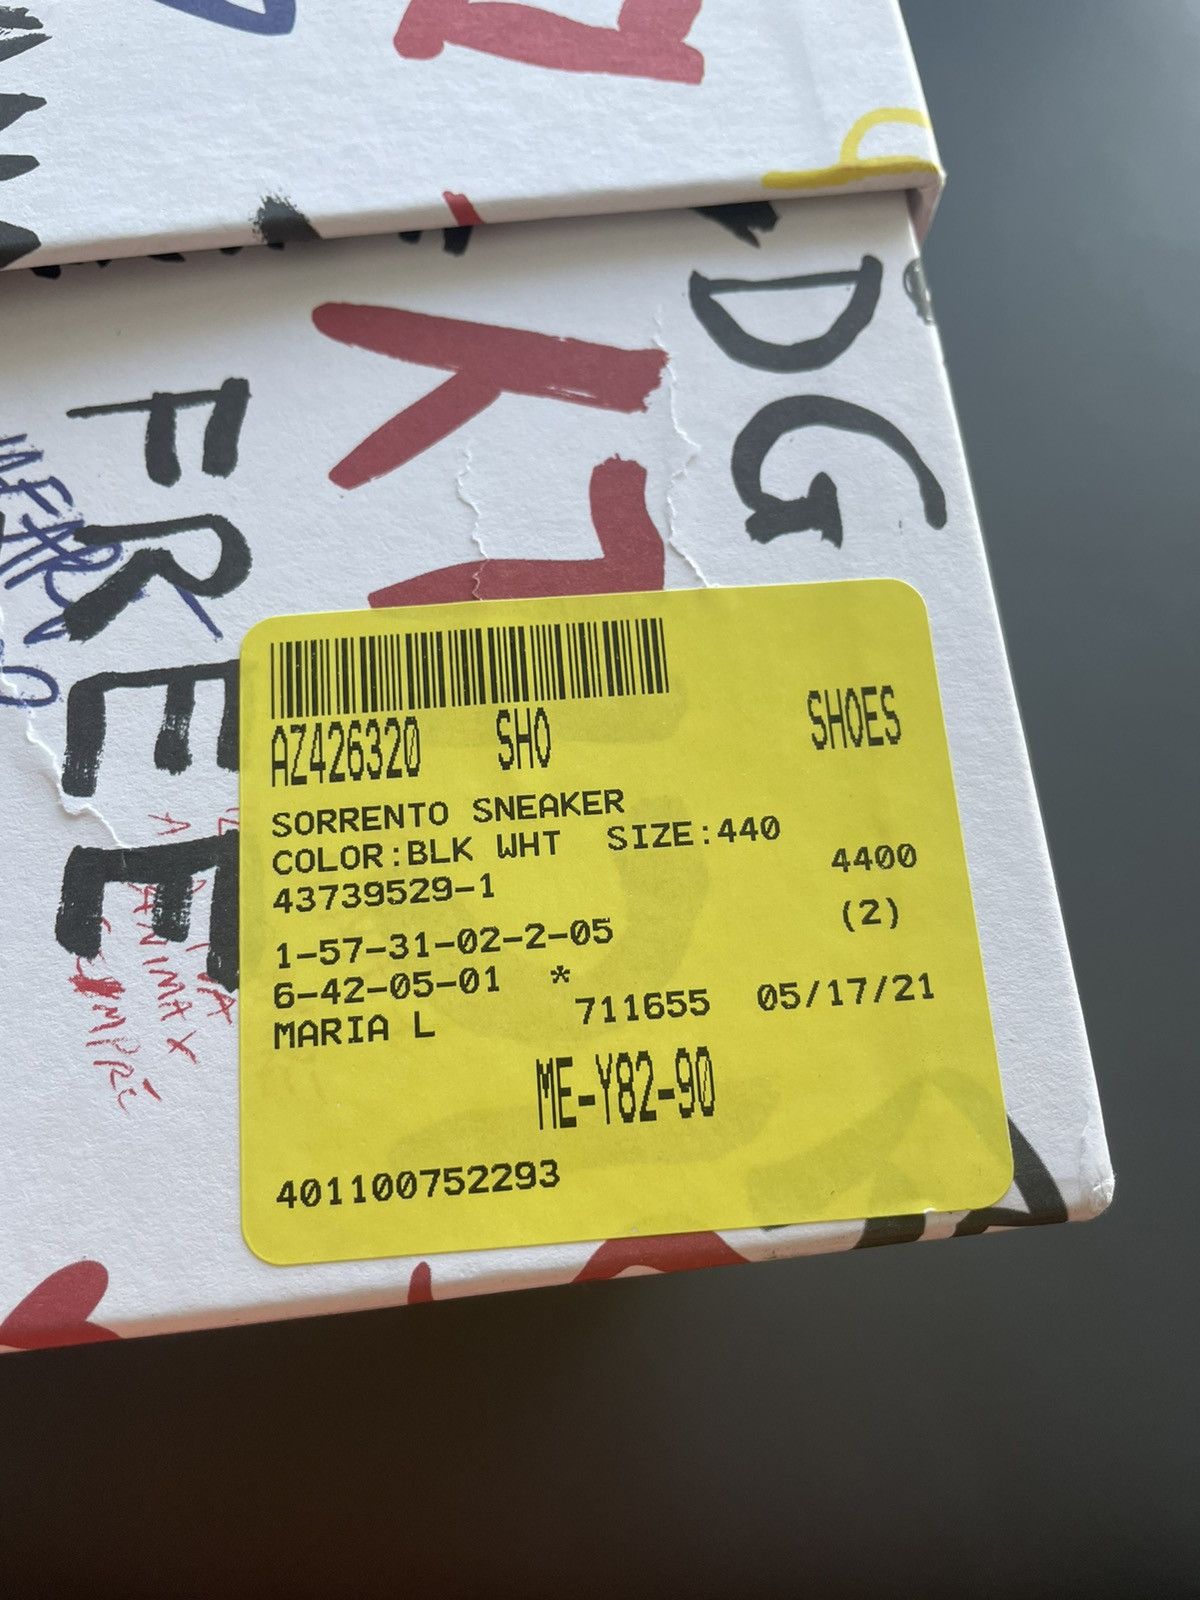 DG
K
FREE
AZ426320 SHO SHOES
SORRENTO SNEAKER
COLOR:BLK WHT SIZE:440
43739529-1 4400
1-57-31-02-2-05 (2)
6-42-05-01 *
MARIA L 711655 05/17/21
ME-Y82-90
401100752293